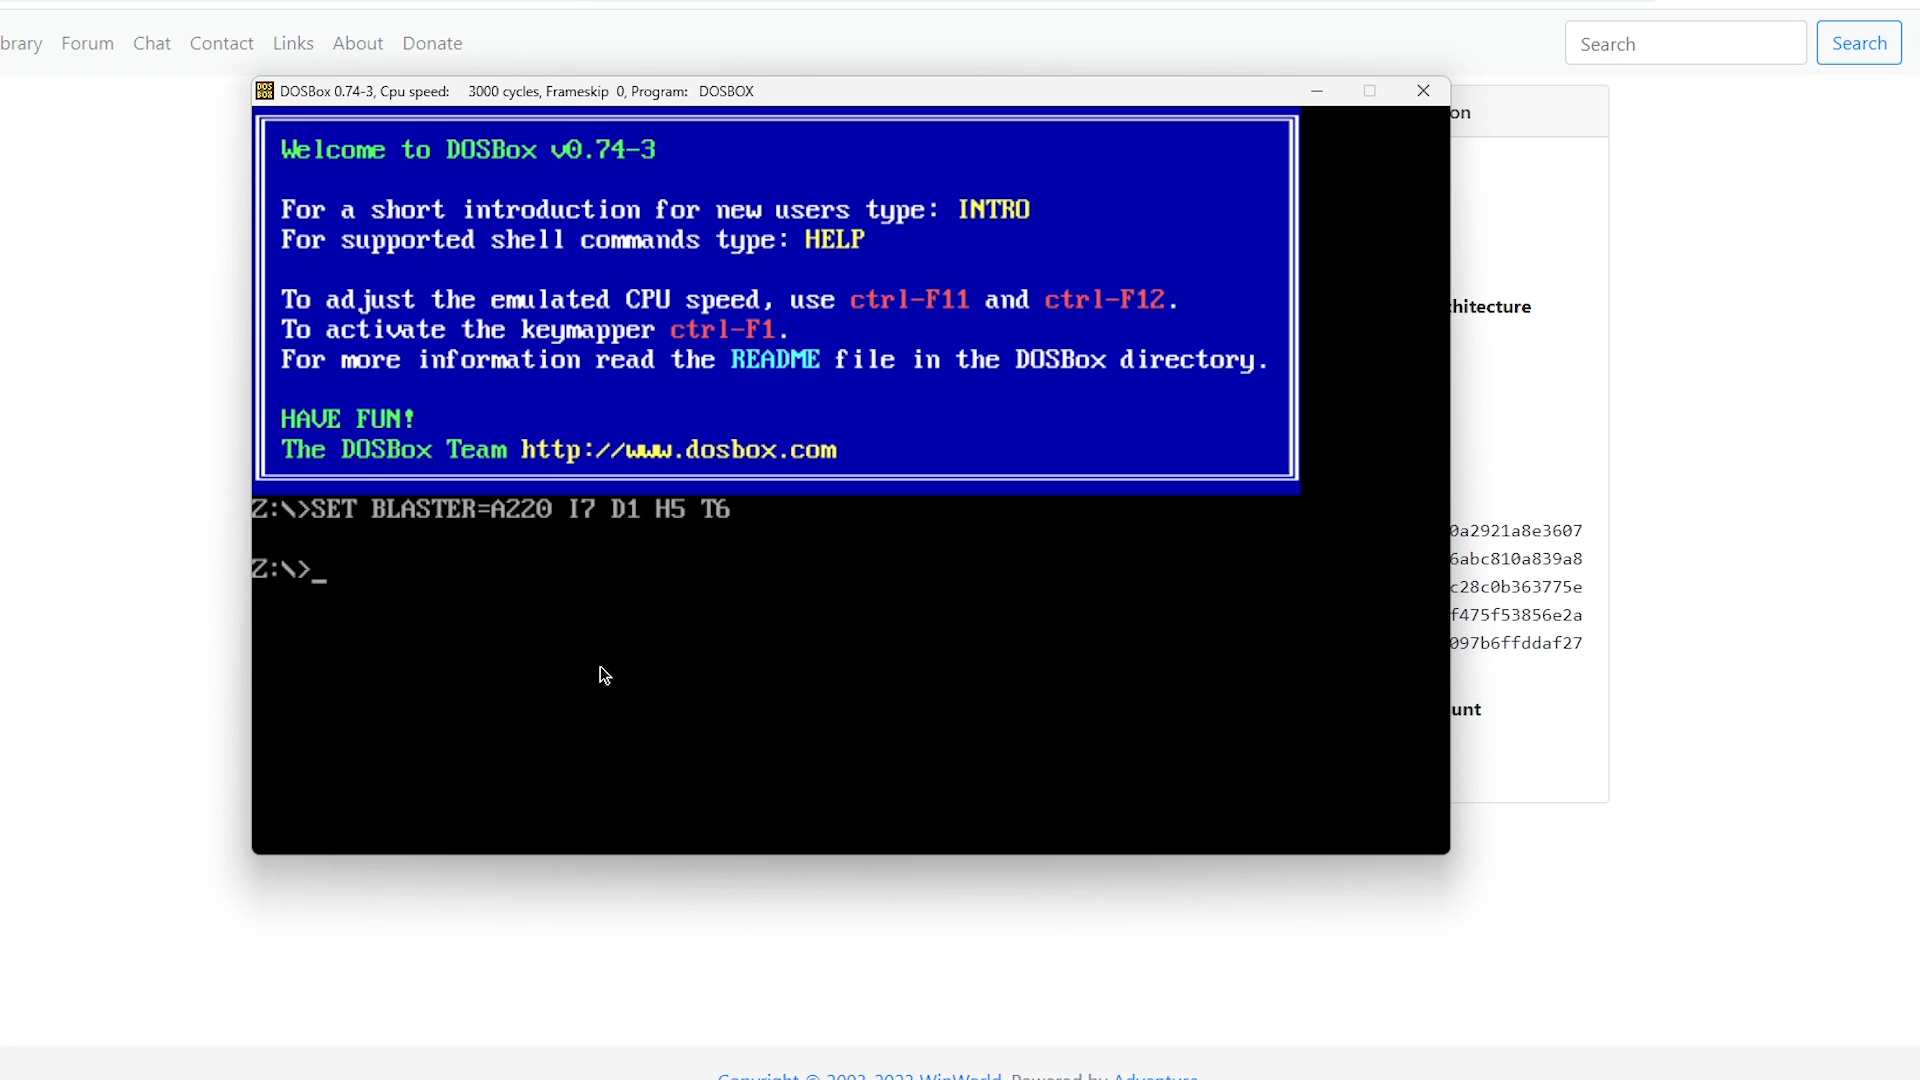 brary Forum Chat Contact Links About Donate Search Search
DOSBox 0.74-3, Cpu speed: 3000 cycles, Frameskip 0, Program: DOSBOX
on
Welcome to DOSBox v0.74-3
For a short introduction for new users type: INTRO
For supported shell commands type: HELP
To adjust the emulated CPU speed, use ctrl-F11 and ctrl-F12.
To activate the keymapper ctrl-F1.
For more information read the README file in the DOSBox directory.
HAVE FUN!
The DOSBox Team http://www.dosbox.com
Z:\>SET BLASTER=A220 I7 D1 H5 T6
Z:\>_
chitecture
0a2921a8e3607
6abc810a839a8
c28c0b363775e
f475f53856e2a
097b6ffddaf27
unt
Copyright © 2003-2023 WinWorld. Powered by Adventure